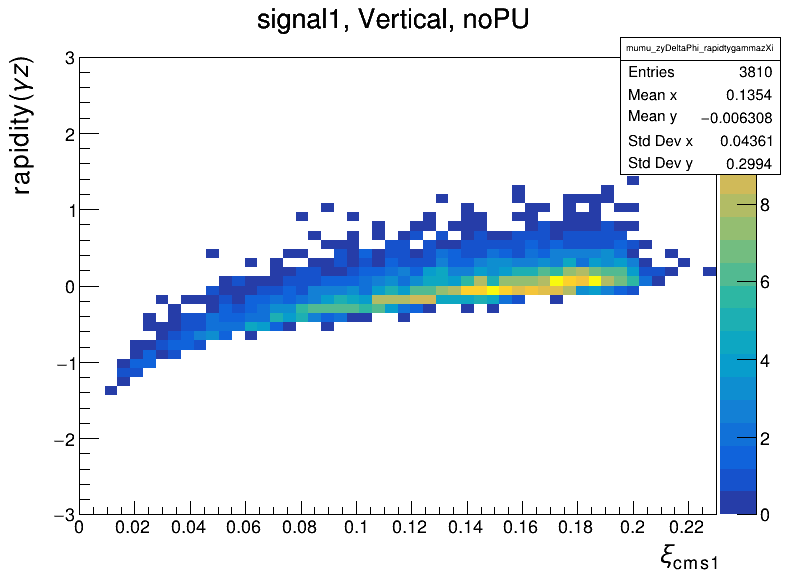 signal1, Vertical, noPU
mumu_zyDeltaPhi_rapidtygammazXi
Entries 3810
Mean x 0.1354
Mean y −0.006308
Std Dev x 0.04361
Std Dev y 0.2994
rapidity(γz)
3
2
1
0
−1
−2
−3
0 0.02 0.04 0.06 0.08 0.1 0.12 0.14 0.16 0.18 0.2 0.22
ξcms1
8
6
4
2
0